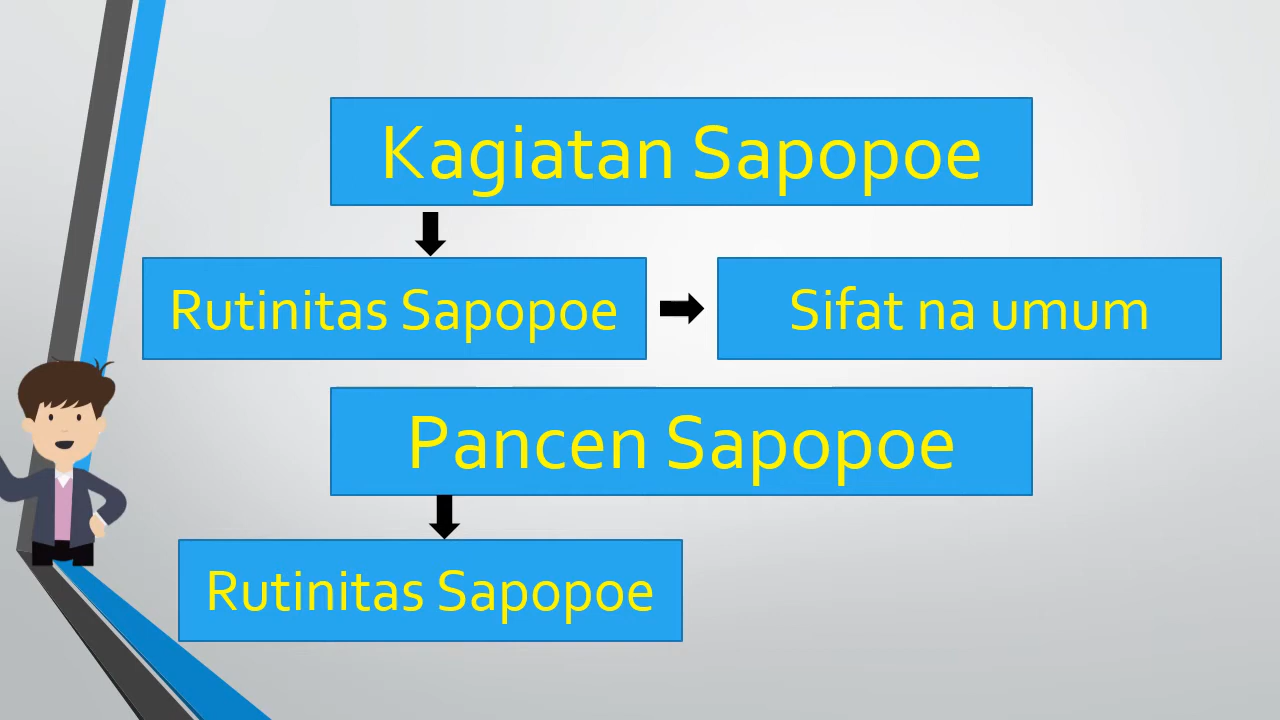 Kagiatan Sapopoe
Rutinitas Sapopoe
Sifat na umum
Pancen Sapopoe
Rutinitas Sapopoe